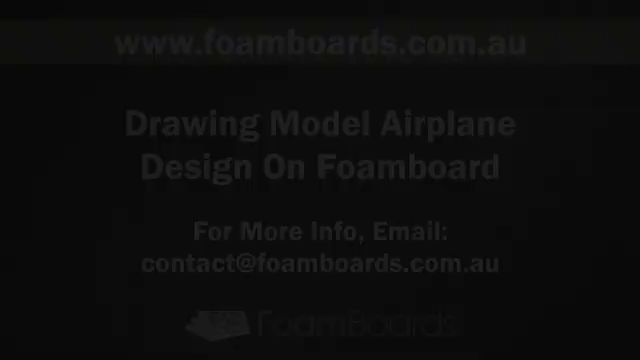 www.foamboards.com.au
Drawing Model Airplane
Design On Foamboard
For More Info, Email:
contact@foamboards.com.au
FoamBoards